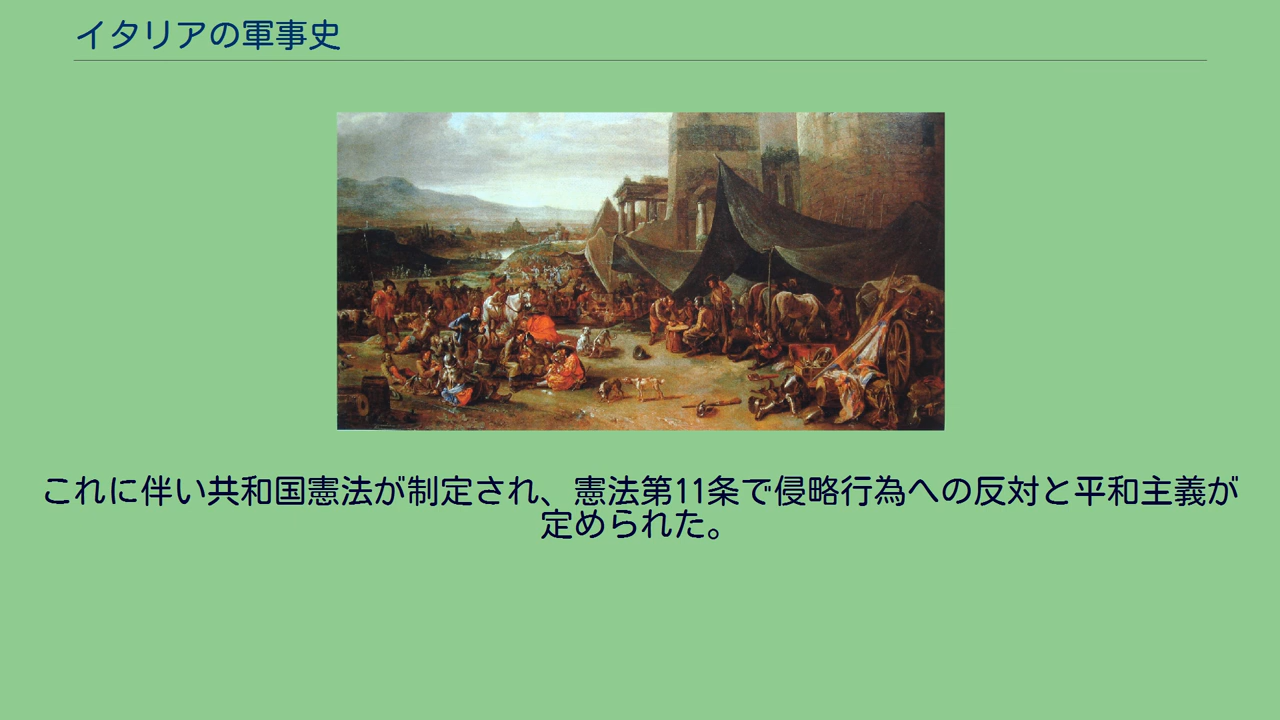 イタリアの軍事史
これに伴い共和国憲法が制定され、憲法第11条で侵略行為への反対と平和主義が
定められた。